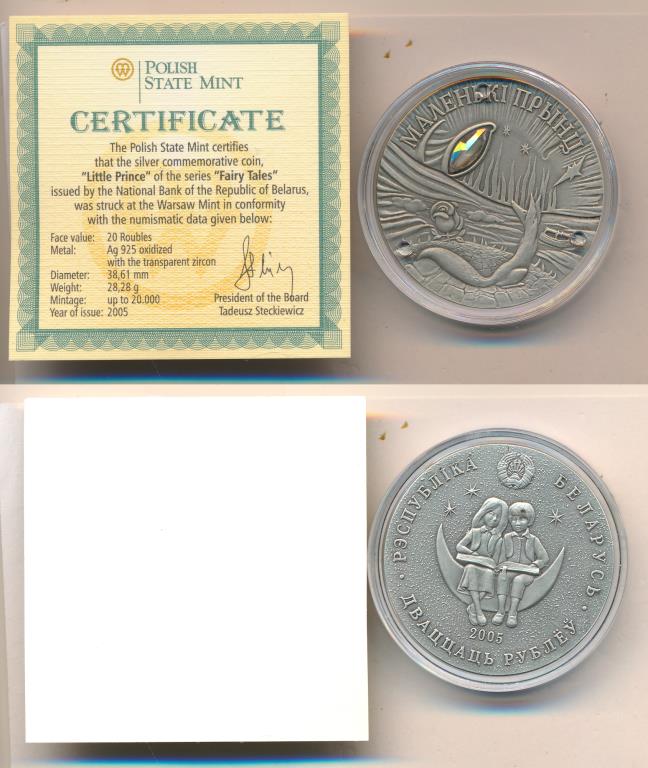 POLISH
STATE MINT
CERTIFICATE
The Polish State Mint certifies
that the silver commemorative coin,
"Little Prince" of the series "Fairy Tales"
issued by the National Bank of the Republic of Belarus,
was struck at the Warsaw Mint in conformity
with the numismatic data given below:
Face value: 20 Roubles
Metal: Ag 925 oxidized
with the transparent zircon
Diameter: 38,61 mm
Weight: 28,28 g
Mintage: up to 20.000
Year of issue: 2005
President of the Board
Tadeusz Steckiewicz
МАЛЕНЬКІ ПРЫНЦ
РЭСПУБЛІКА БЕЛАРУСЬ
2005
ДВАЦЦАЦЬ РУБЛЁЎ